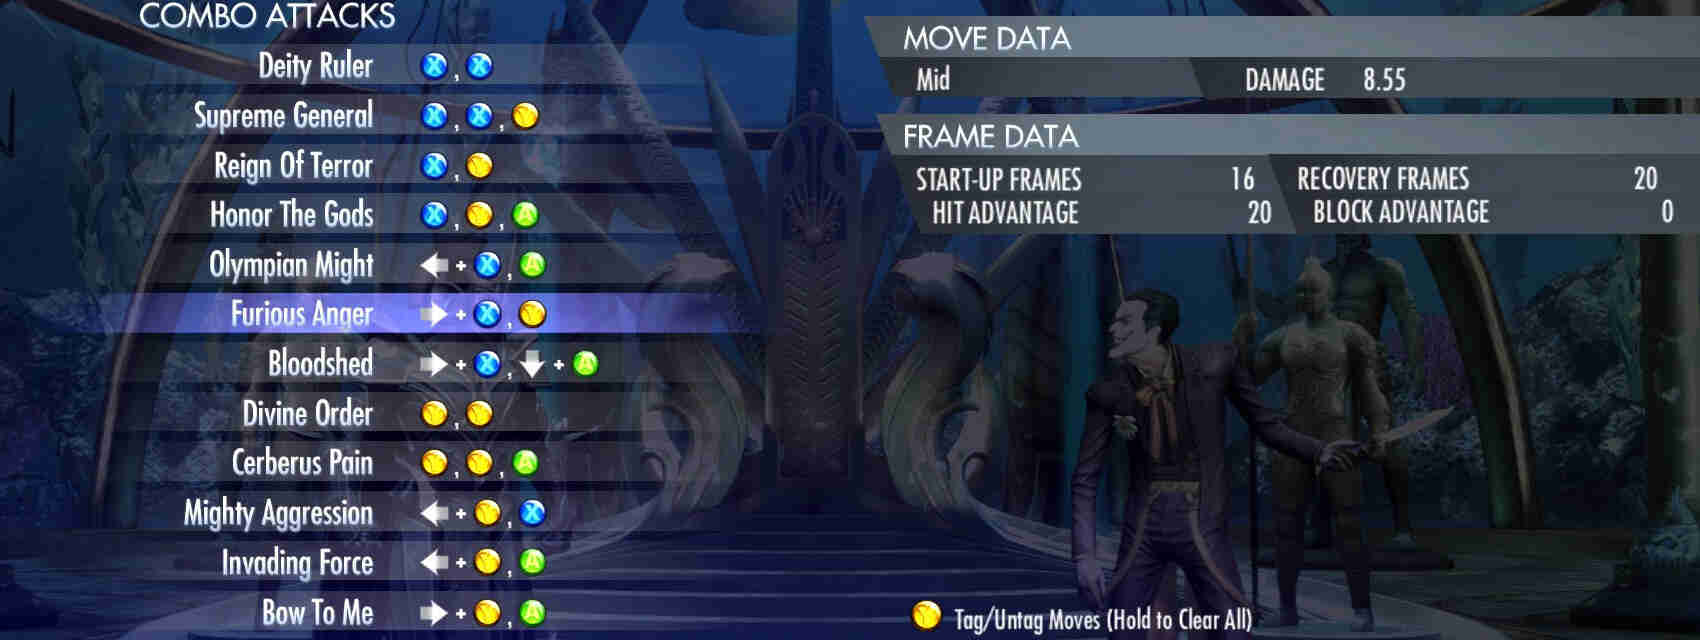 COMBO ATTACKS
Deity Ruler X, X
Supreme General X, X, Y
Reign Of Terror X, Y
Honor The Gods X, Y, A
Olympian Might ← + X, A
Furious Anger → + X, Y
Bloodshed → + X, ↓ + A
Divine Order Y, Y
Cerberus Pain Y, Y, A
Mighty Aggression ← + Y, X
Invading Force ← + Y, A
Bow To Me → + Y, A
MOVE DATA
Mid DAMAGE 8.55
FRAME DATA
START-UP FRAMES 16 RECOVERY FRAMES 20
HIT ADVANTAGE 20 BLOCK ADVANTAGE 0
Y Tag/Untag Moves (Hold to Clear All)